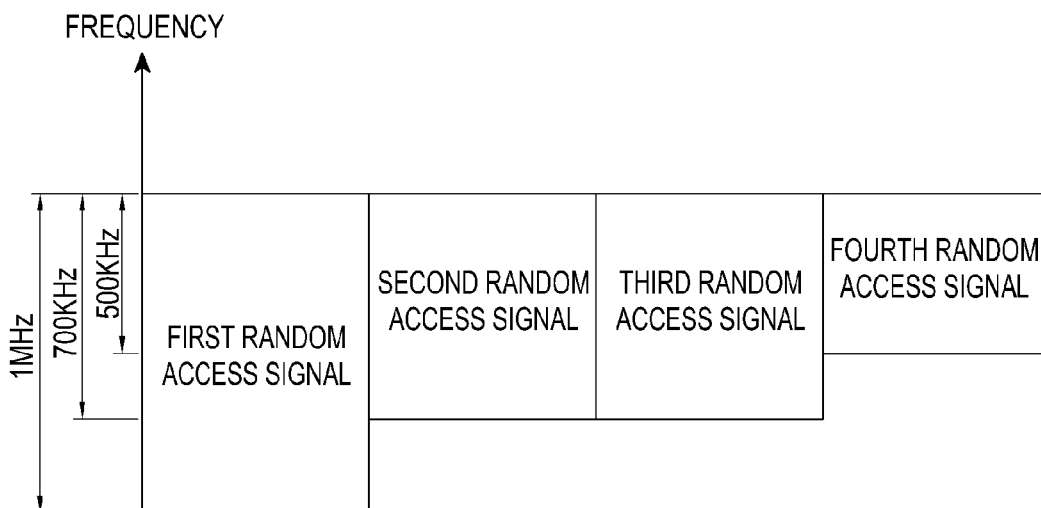 FREQUENCY
1MHz
700KHz
500KHz
FIRST RANDOM
ACCESS SIGNAL
SECOND RANDOM
ACCESS SIGNAL
THIRD RANDOM
ACCESS SIGNAL
FOURTH RANDOM
ACCESS SIGNAL